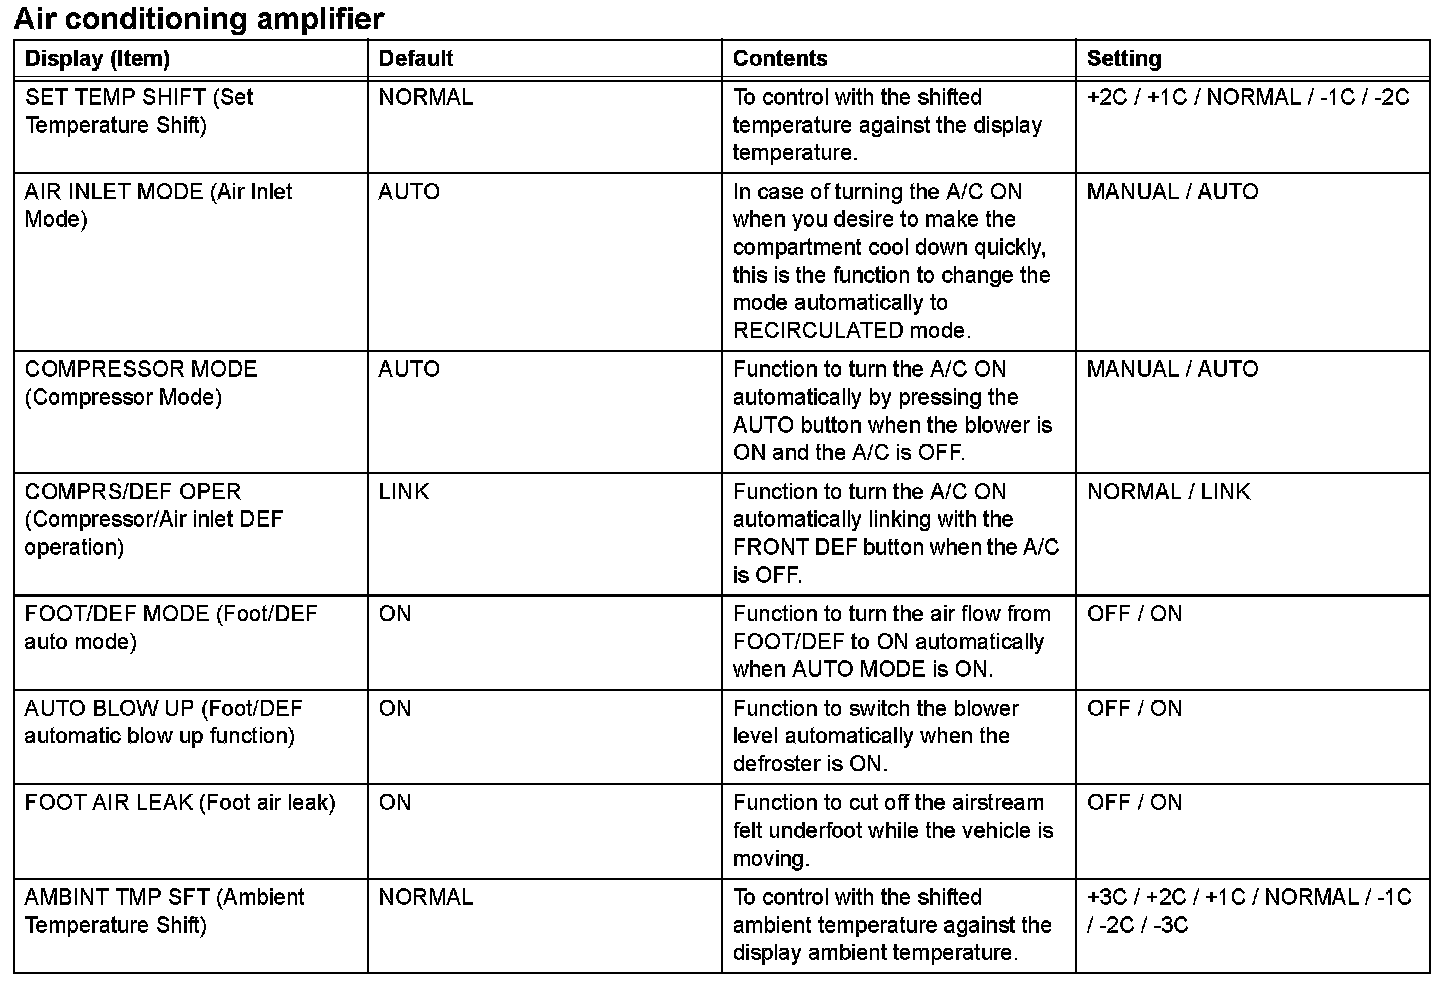 Air conditioning amplifier
Display (Item) Default Contents Setting
SET TEMP SHIFT (Set
Temperature Shift)
NORMAL
To control with the shifted
temperature against the display
temperature.
+2C / +1C / NORMAL / -1C / -2C
AIR INLET MODE (Air Inlet
Mode)
AUTO
In case of turning the A/C ON
when you desire to make the
compartment cool down quickly,
this is the function to change the
mode automatically to
RECIRCULATED mode.
MANUAL / AUTO
COMPRESSOR MODE
(Compressor Mode)
AUTO
Function to turn the A/C ON
automatically by pressing the
AUTO button when the blower is
ON and the A/C is OFF.
MANUAL / AUTO
COMPRS/DEF OPER
(Compressor/Air inlet DEF
operation)
LINK
Function to turn the A/C ON
automatically linking with the
FRONT DEF button when the A/C
is OFF.
NORMAL / LINK
FOOT/DEF MODE (Foot/DEF
auto mode)
ON
Function to turn the air flow from
FOOT/DEF to ON automatically
when AUTO MODE is ON.
OFF / ON
AUTO BLOW UP (Foot/DEF
automatic blow up function)
ON
Function to switch the blower
level automatically when the
defroster is ON.
OFF / ON
FOOT AIR LEAK (Foot air leak)
ON
Function to cut off the airstream
felt underfoot while the vehicle is
moving.
OFF / ON
AMBINT TMP SFT (Ambient
Temperature Shift)
NORMAL
To control with the shifted
ambient temperature against the
display ambient temperature.
+3C / +2C / +1C / NORMAL / -1C
/ -2C / -3C